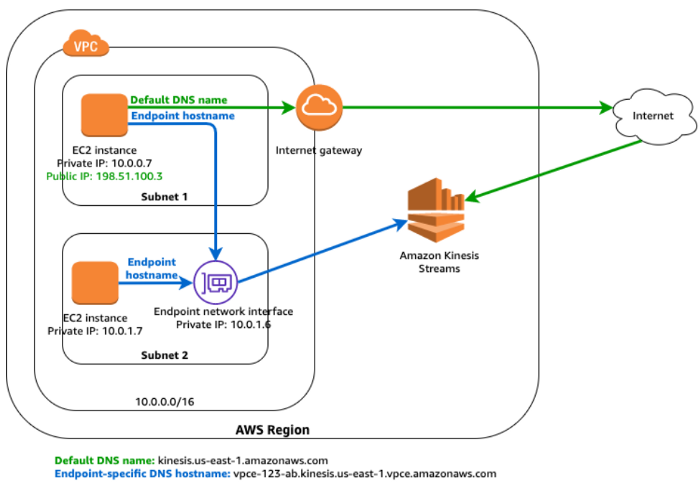 VPC
Default DNS name
Endpoint hostname
EC2 instance
Private IP: 10.0.0.7
Public IP: 198.51.100.3
Subnet 1
Internet gateway
Internet
Amazon Kinesis
Streams
Endpoint
hostname
EC2 instance
Private IP: 10.0.1.7
Endpoint network interface
Private IP: 10.0.1.6
Subnet 2
10.0.0.0/16
AWS Region
Default DNS name: kinesis.us-east-1.amazonaws.com
Endpoint-specific DNS hostname: vpce-123-ab.kinesis.us-east-1.vpce.amazonaws.com